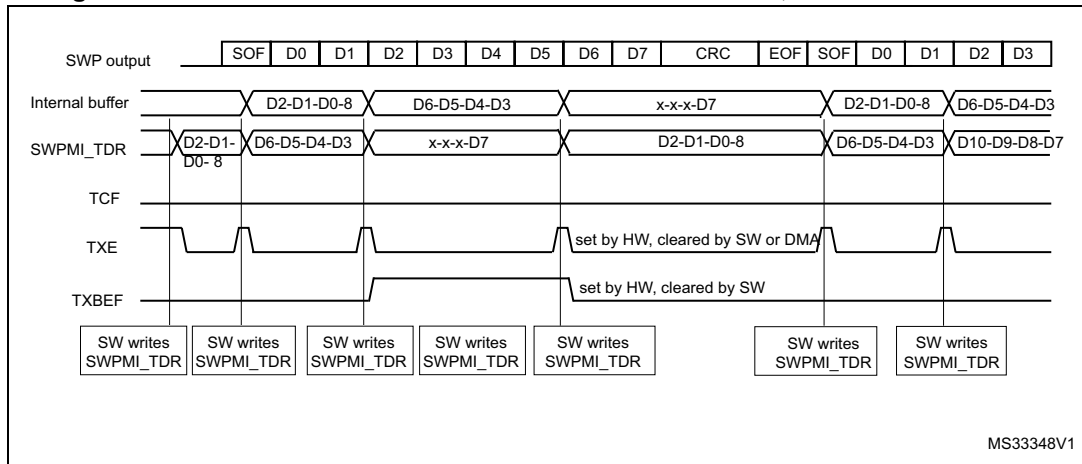 SWP output SOF D0 D1 D2 D3 D4 D5 D6 D7 CRC EOF SOF D0 D1 D2 D3
Internal buffer D2-D1-D0-8 D6-D5-D4-D3 x-x-x-D7 D2-D1-D0-8 D6-D5-D4-D3
SWPMI_TDR D2-D1- D6-D5-D4-D3 x-x-x-D7 D2-D1-D0-8 D6-D5-D4-D3 D10-D9-D8-D7
D0- 8
TCF
TXE set by HW, cleared by SW or DMA
TXBEF set by HW, cleared by SW
SW writes SW writes SW writes SW writes SW writes SW writes SW writes
SWPMI_TDR SWPMI_TDR SWPMI_TDR SWPMI_TDR SWPMI_TDR SWPMI_TDR SWPMI_TDR
MS33348V1